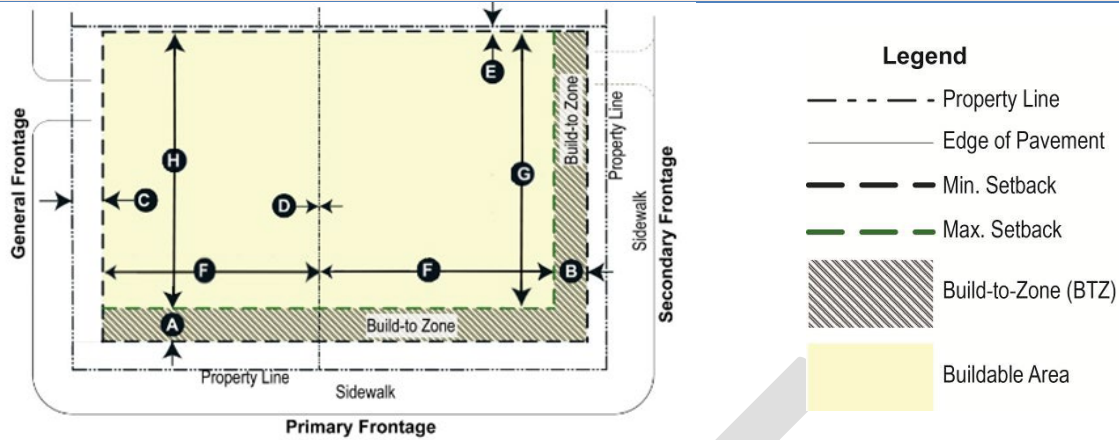 E
Build-to Zone
Property Line
H
G
General Frontage
C
D
Sidewalk
Secondary Frontage
F
F
B
A
Build-to Zone
Property Line
Sidewalk
Primary Frontage
Legend
Property Line
Edge of Pavement
Min. Setback
Max. Setback
Build-to-Zone (BTZ)
Buildable Area